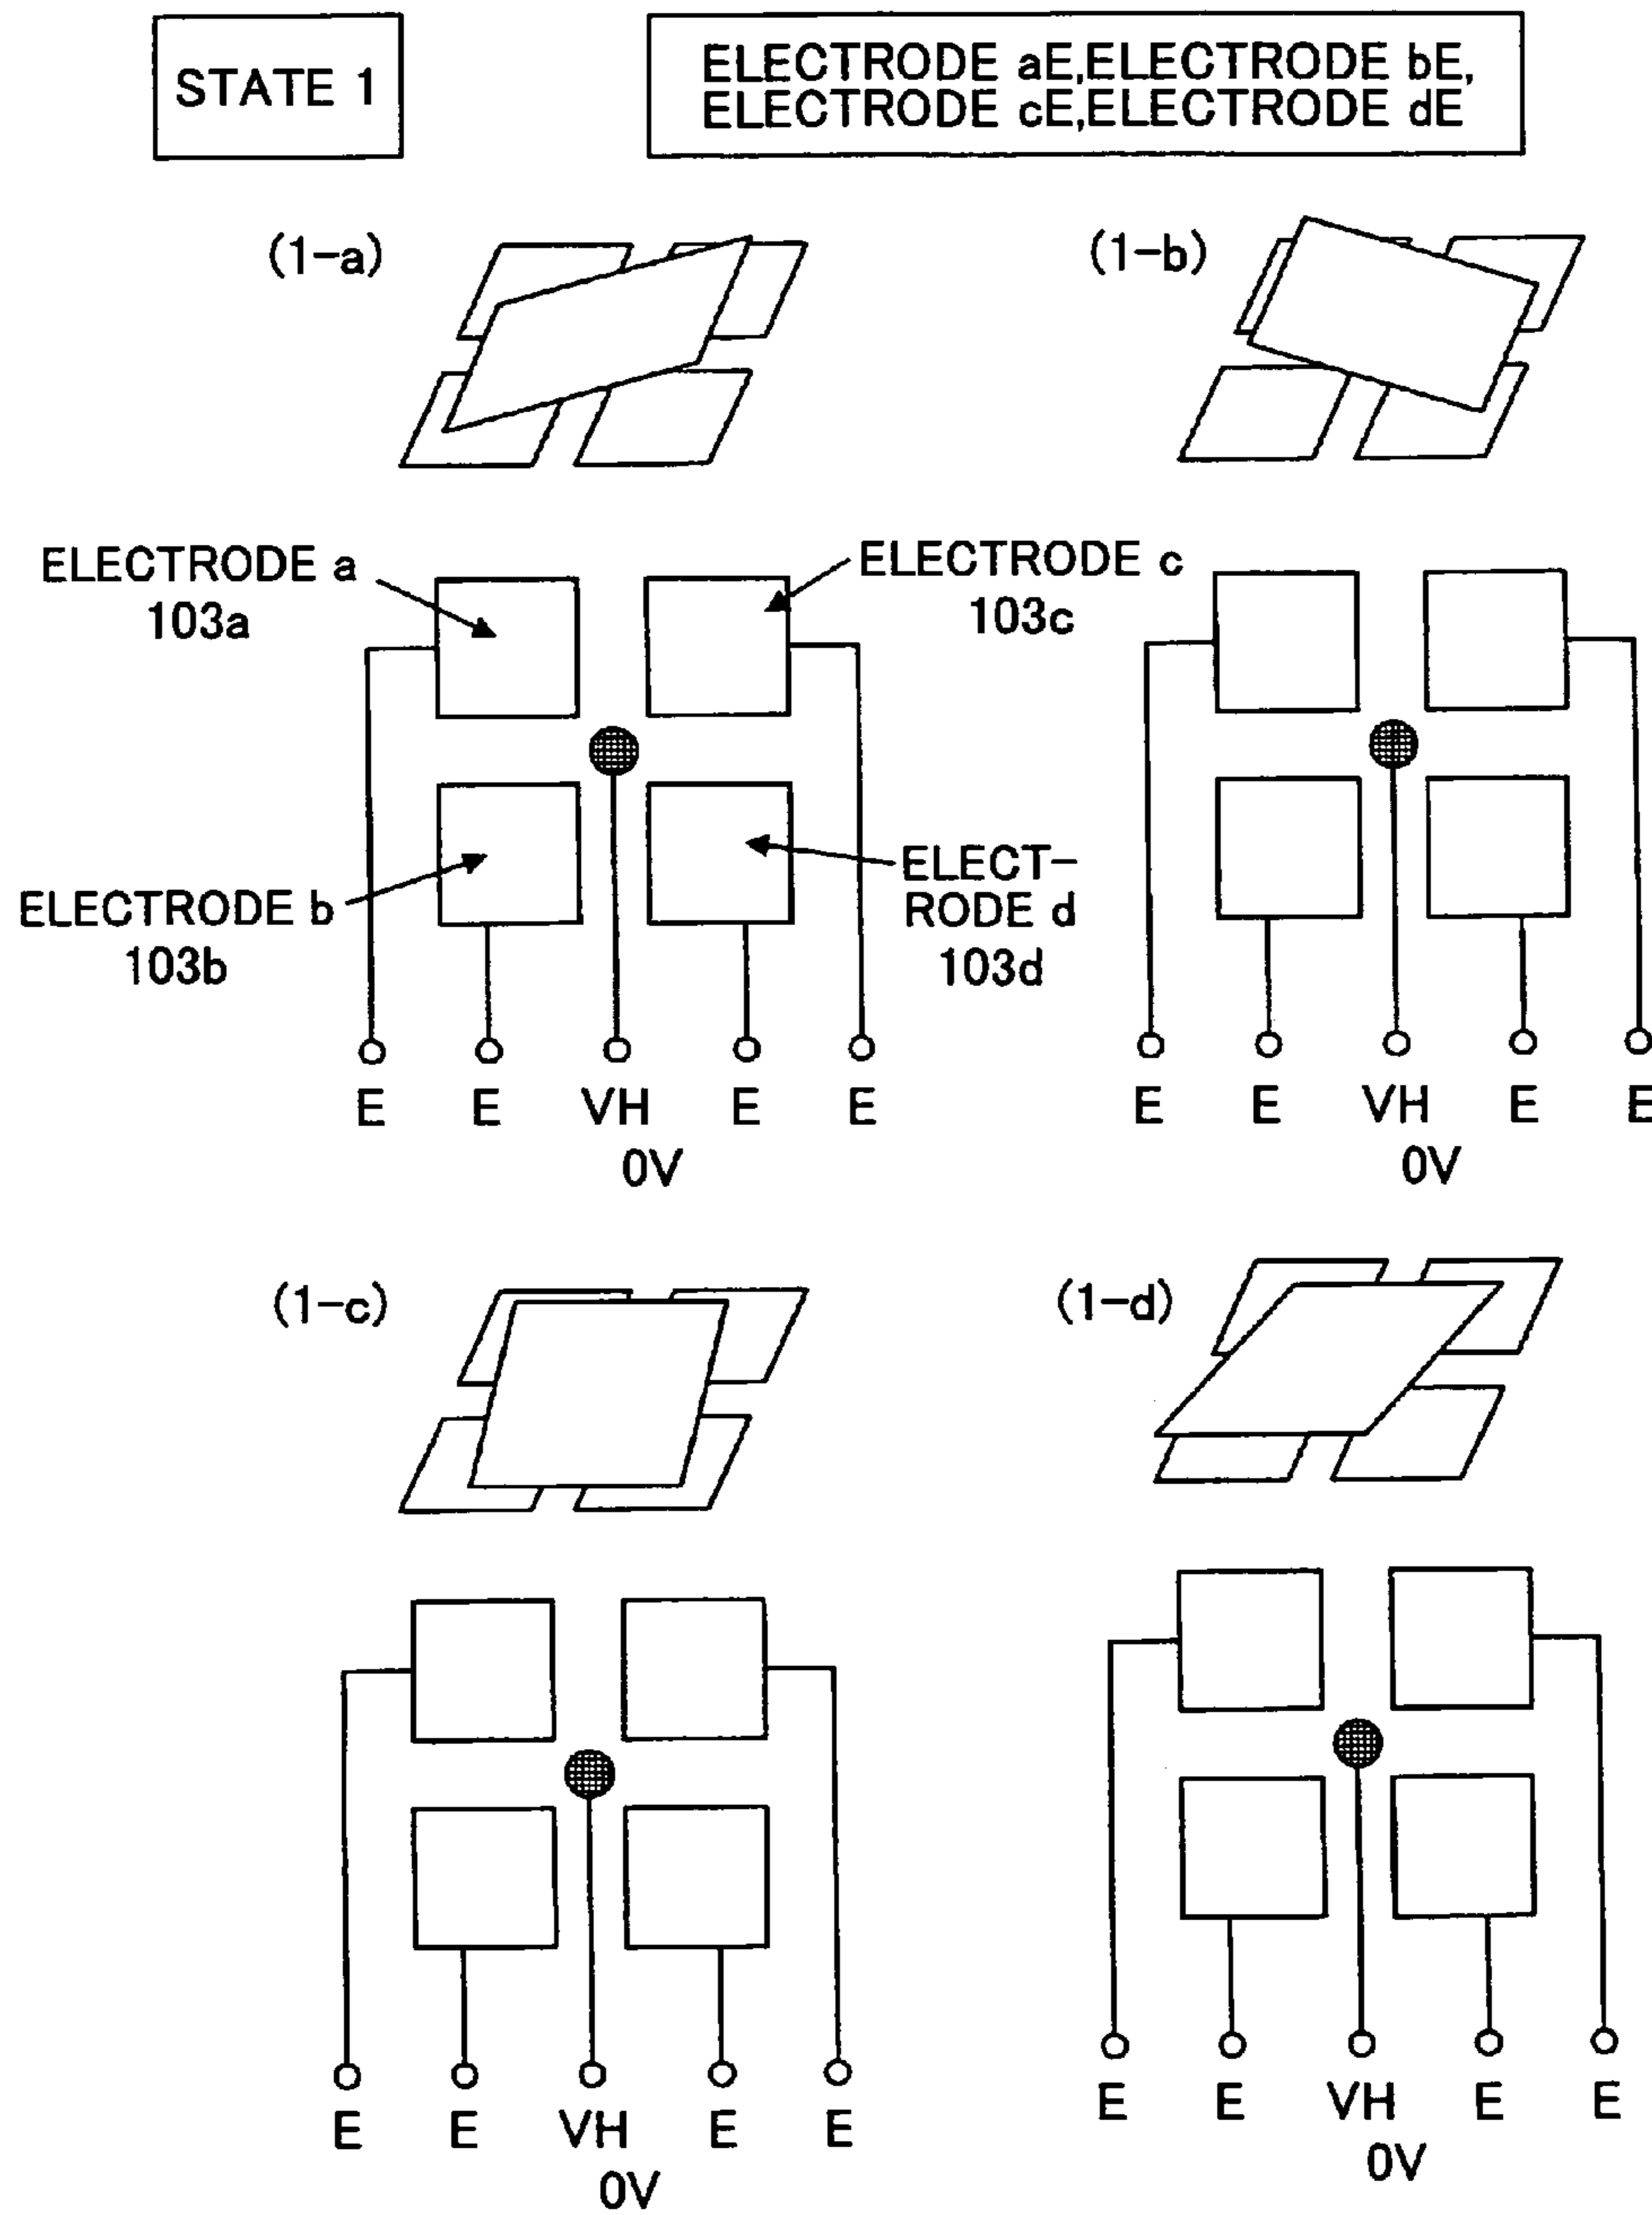 STATE 1
ELECTRODE aE,ELECTRODE bE,
ELECTRODE cE,ELECTRODE dE
(1-a)
(1-b)
ELECTRODE a
103a
ELECTRODE c
103c
ELECTRODE b
103b
ELECT-
RODE d
103d
E E VH E E
0V
E E VH E E
0V
(1-c)
(1-d)
E E VH E E
0V
E E VH E E
0V